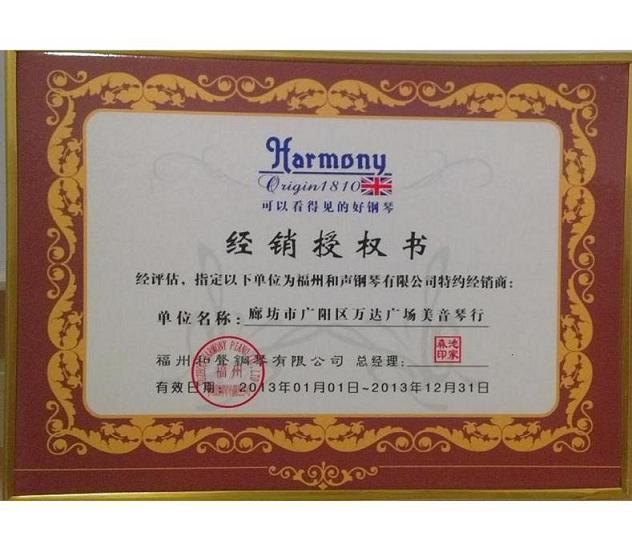 Harmony
Origin1810
可以看得见的好钢琴
经销授权书
经评估，指定以下单位为福州和声钢琴有限公司特约经销商：
单位名称：廊坊市广阳区万达广场美音琴行
福州和聲鋼琴有限公司 总经理：
有效日期：2013年01月01日~2013年12月31日
福州